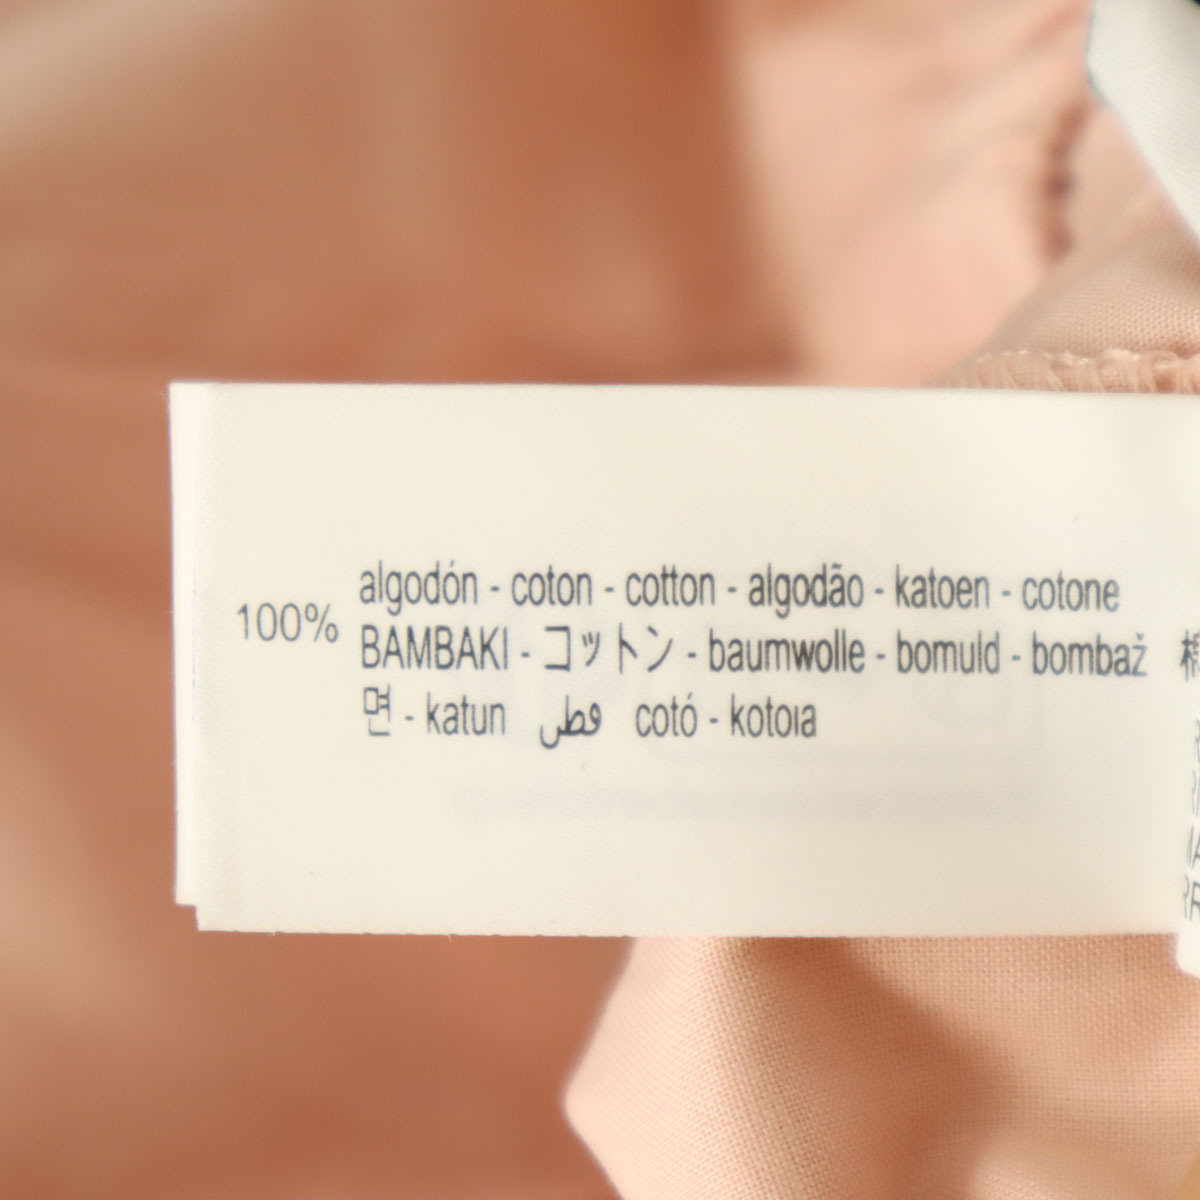 100% algodón - coton - cotton - algodão - katoen - cotone
BAMBAKI - コットン - baumwolle - bomuld - bombaž
면 - katun قطن cotó - kotoıa